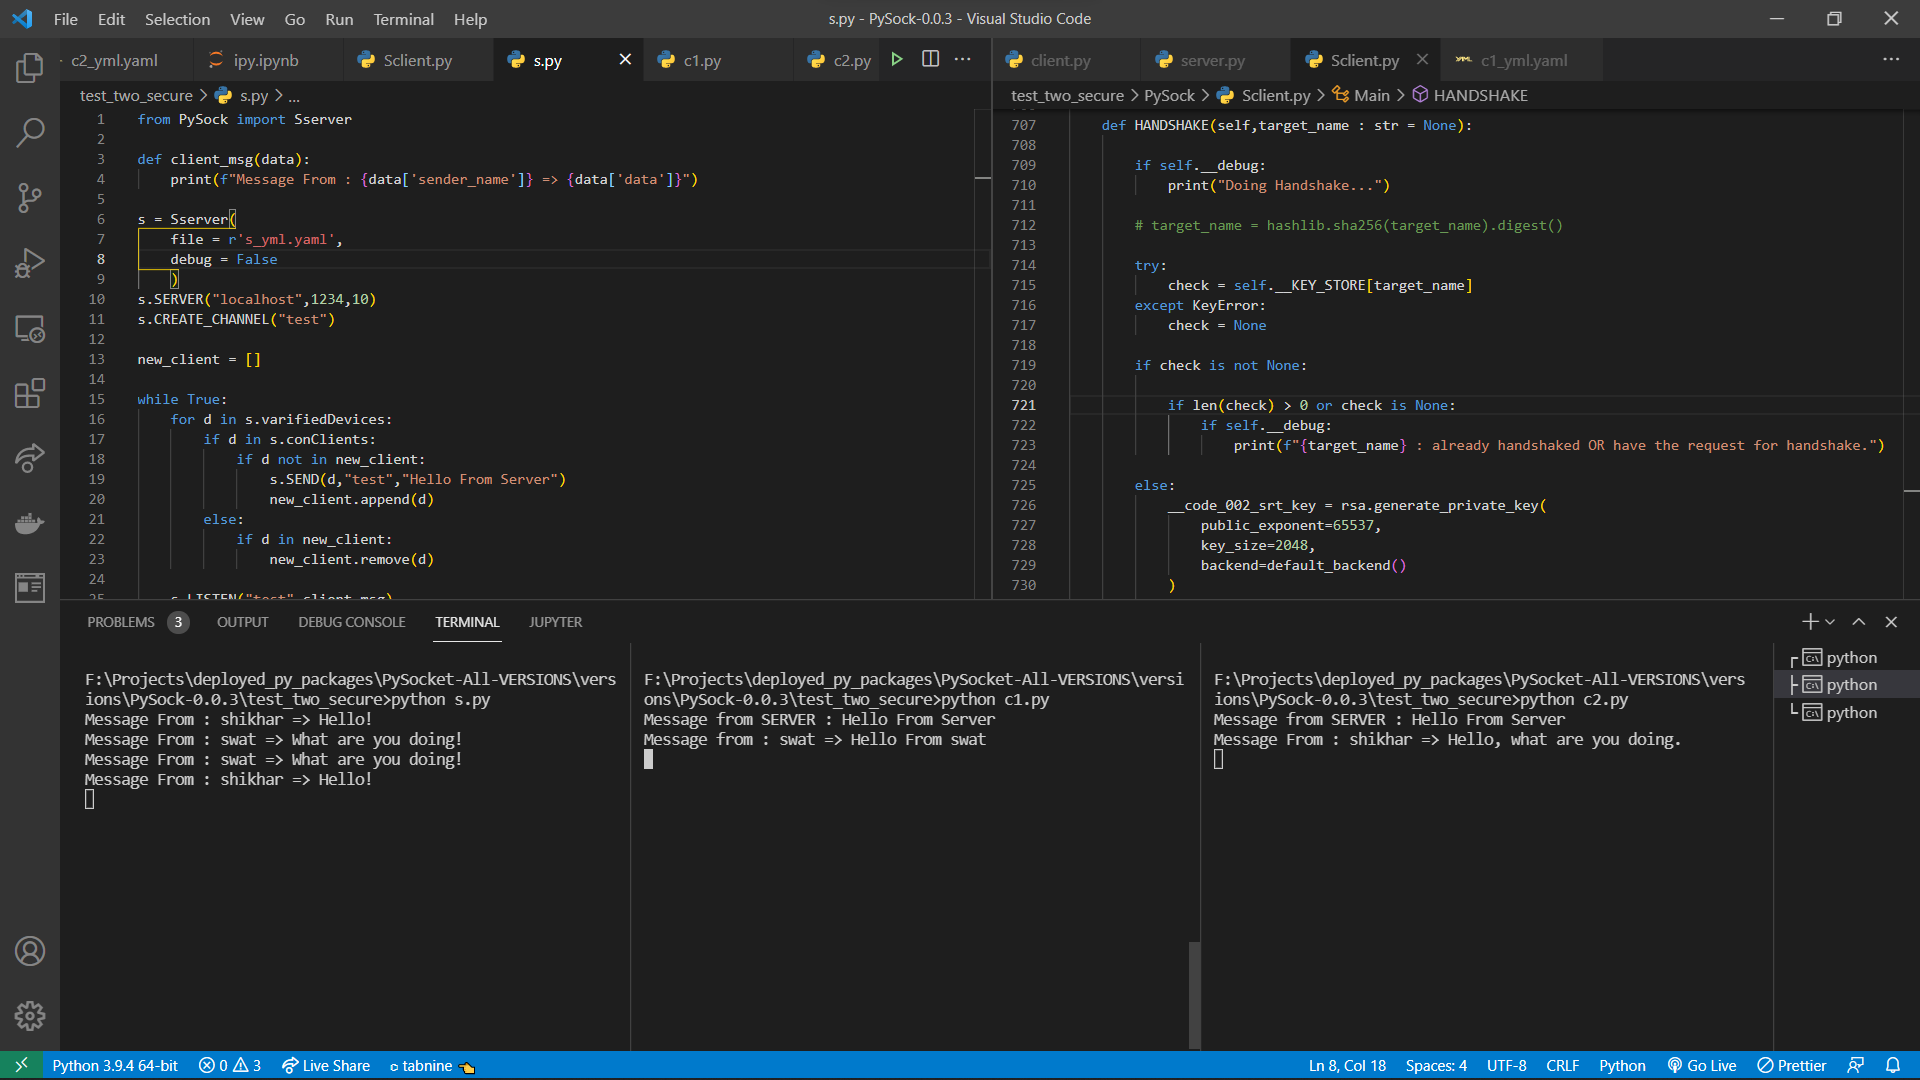 File Edit Selection View Go Run Terminal Help
s.py - PySock-0.0.3 - Visual Studio Code
c2_yml.yaml ipy.ipynb Sclient.py s.py c1.py c2.py
test_two_secure > s.py > ...
1 from PySock import Sserver
2
3 def client_msg(data):
4 print(f"Message From : {data['sender_name']} => {data['data']}")
5
6 s = Sserver(
7 file = r's_yml.yaml',
8 debug = False
9 )
10 s.SERVER("localhost",1234,10)
11 s.CREATE_CHANNEL("test")
12
13 new_client = []
14
15 while True:
16 for d in s.varifiedDevices:
17 if d in s.conClients:
18 if d not in new_client:
19 s.SEND(d,"test","Hello From Server")
20 new_client.append(d)
21 else:
22 if d in new_client:
23 new_client.remove(d)
24
25 s.LISTEN("test",client_msg)
client.py server.py Sclient.py c1_yml.yaml
test_two_secure > PySock > Sclient.py > Main > HANDSHAKE
707 def HANDSHAKE(self,target_name : str = None):
708
709 if self.__debug:
710 print("Doing Handshake...")
711
712 # target_name = hashlib.sha256(target_name).digest()
713
714 try:
715 check = self.__KEY_STORE[target_name]
716 except KeyError:
717 check = None
718
719 if check is not None:
720
721 if len(check) > 0 or check is None:
722 if self.__debug:
723 print(f"{target_name} : already handshaked OR have the request for handshake.")
724
725 else:
726 __code_002_srt_key = rsa.generate_private_key(
727 public_exponent=65537,
728 key_size=2048,
729 backend=default_backend()
730 )
PROBLEMS 3 OUTPUT DEBUG CONSOLE TERMINAL JUPYTER
F:\Projects\deployed_py_packages\PySocket-All-VERSIONS\vers
ions\PySock-0.0.3\test_two_secure>python s.py
Message From : shikhar => Hello!
Message From : swat => What are you doing!
Message From : swat => What are you doing!
Message From : shikhar => Hello!
F:\Projects\deployed_py_packages\PySocket-All-VERSIONS\versi
ons\PySock-0.0.3\test_two_secure>python c1.py
Message from SERVER : Hello From Server
Message from : swat => Hello From swat
F:\Projects\deployed_py_packages\PySocket-All-VERSIONS\vers
ions\PySock-0.0.3\test_two_secure>python c2.py
Message from SERVER : Hello From Server
Message From : shikhar => Hello, what are you doing.
python
python
python
Python 3.9.4 64-bit 0 3 Live Share tabnine
Ln 8, Col 18 Spaces: 4 UTF-8 CRLF Python Go Live Prettier